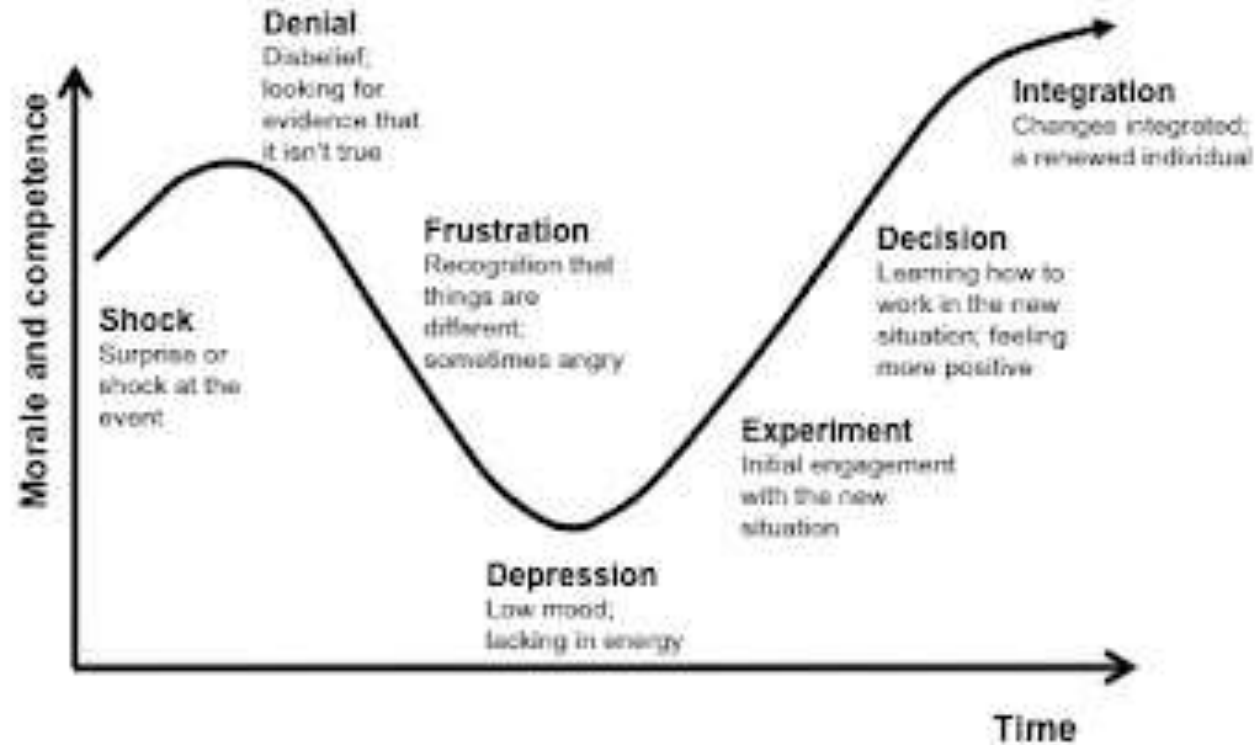 Denial
Disbelief;
looking for
evidence that
it isn't true
Morale and competence
Shock
Surprise or
shock at the
event
Frustration
Recognition that
things are
different;
sometimes angry
Depression
Low mood;
lacking in energy
Experiment
Initial engagement
with the new
situation
Decision
Learning how to
work in the new
situation; feeling
more positive
Integration
Changes integrated;
a renewed individual
Time